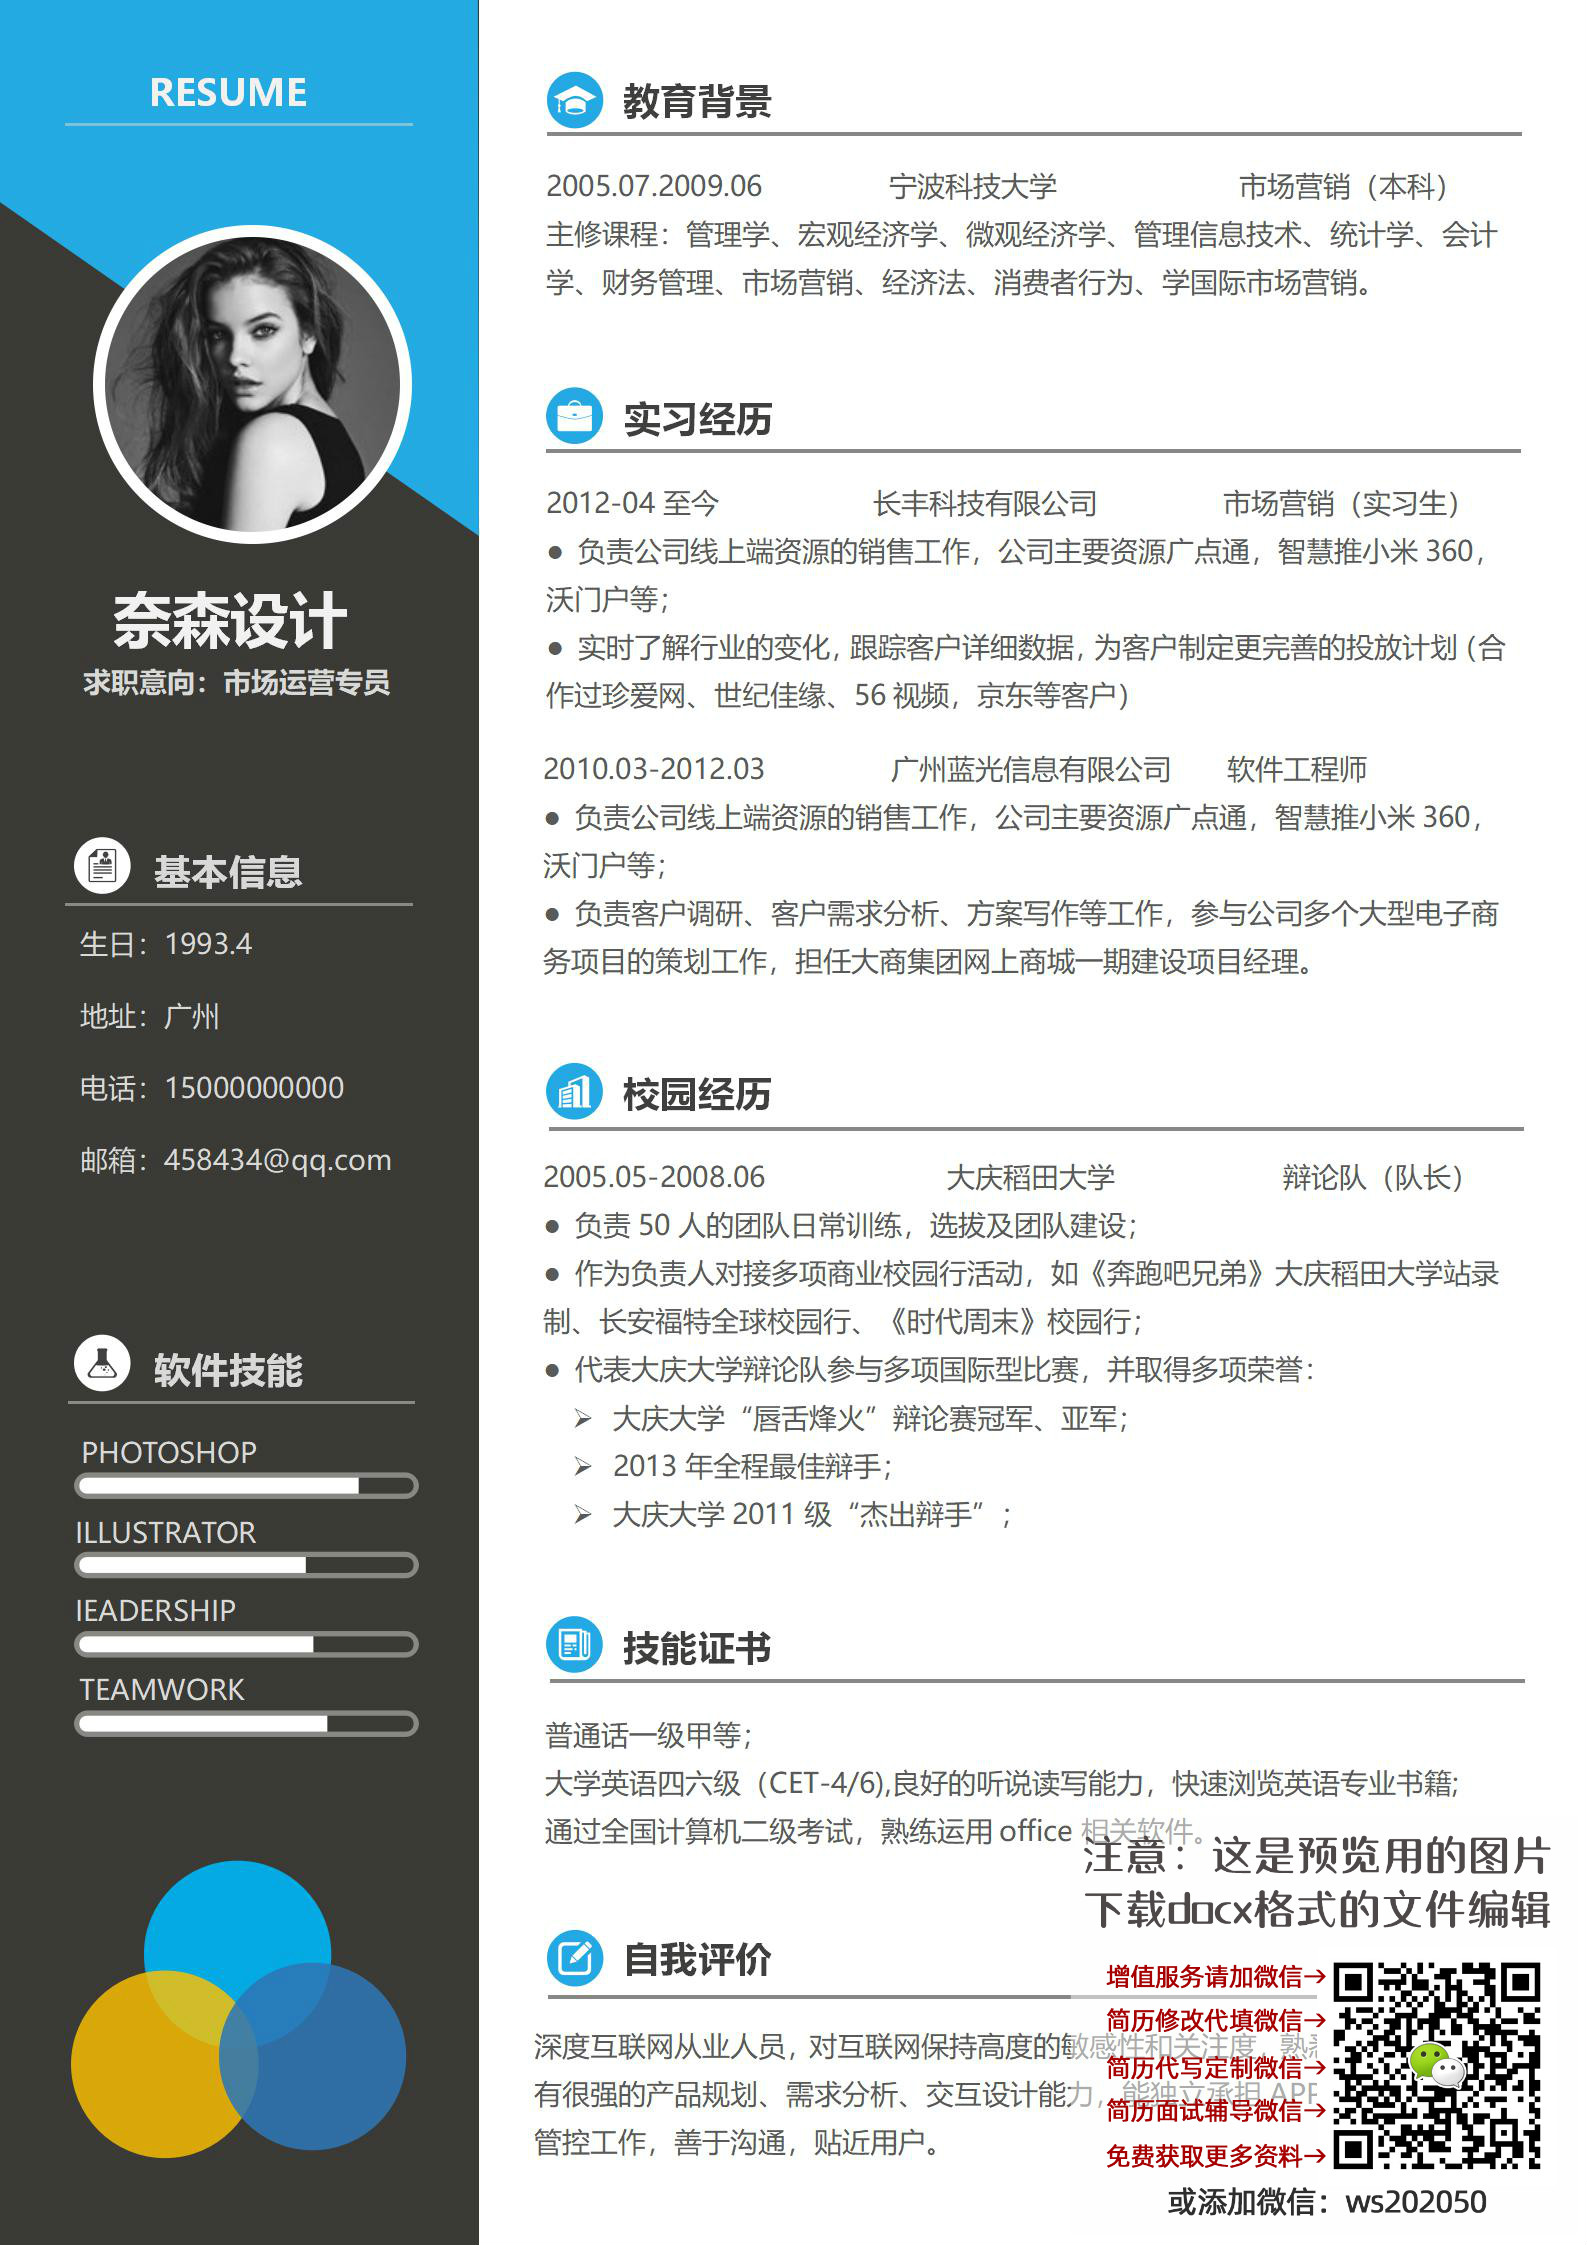 RESUME
奈森设计
求职意向：市场运营专员
基本信息
生日：1993.4
地址：广州
电话：15000000000
邮箱：458434@qq.com
软件技能
PHOTOSHOP
ILLUSTRATOR
IEADERSHIP
TEAMWORK
教育背景
2005.07.2009.06 宁波科技大学 市场营销（本科）
主修课程：管理学、宏观经济学、微观经济学、管理信息技术、统计学、会计
学、财务管理、市场营销、经济法、消费者行为、学国际市场营销。
实习经历
2012-04 至今 长丰科技有限公司 市场营销（实习生）
● 负责公司线上端资源的销售工作，公司主要资源广点通，智慧推小米 360，
沃门户等；
● 实时了解行业的变化，跟踪客户详细数据，为客户制定更完善的投放计划（合
作过珍爱网、世纪佳缘、56 视频，京东等客户）
2010.03-2012.03 广州蓝光信息有限公司 软件工程师
● 负责公司线上端资源的销售工作，公司主要资源广点通，智慧推小米 360，
沃门户等；
● 负责客户调研、客户需求分析、方案写作等工作，参与公司多个大型电子商
务项目的策划工作，担任大商集团网上商城一期建设项目经理。
校园经历
2005.05-2008.06 大庆稻田大学 辩论队（队长）
● 负责 50 人的团队日常训练，选拔及团队建设；
● 作为负责人对接多项商业校园行活动，如《奔跑吧兄弟》大庆稻田大学站录
制、长安福特全球校园行、《时代周末》校园行；
● 代表大庆大学辩论队参与多项国际型比赛，并取得多项荣誉：
➢ 大庆大学“唇舌烽火”辩论赛冠军、亚军；
➢ 2013 年全程最佳辩手；
➢ 大庆大学 2011 级“杰出辩手”；
技能证书
普通话一级甲等；
大学英语四六级（CET-4/6),良好的听说读写能力，快速浏览英语专业书籍;
通过全国计算机二级考试，熟练运用 office 相关软件。
自我评价
深度互联网从业人员，对互联网保持高度的敏感性和关注度，熟
有很强的产品规划、需求分析、交互设计能力，能独立承担 AP
管控工作，善于沟通，贴近用户。
注意：这是预览用的图片
下载docx格式的文件编辑
增值服务请加微信→
简历修改代填微信→
简历代写定制微信→
简历面试辅导微信→
免费获取更多资料→
或添加微信：ws202050